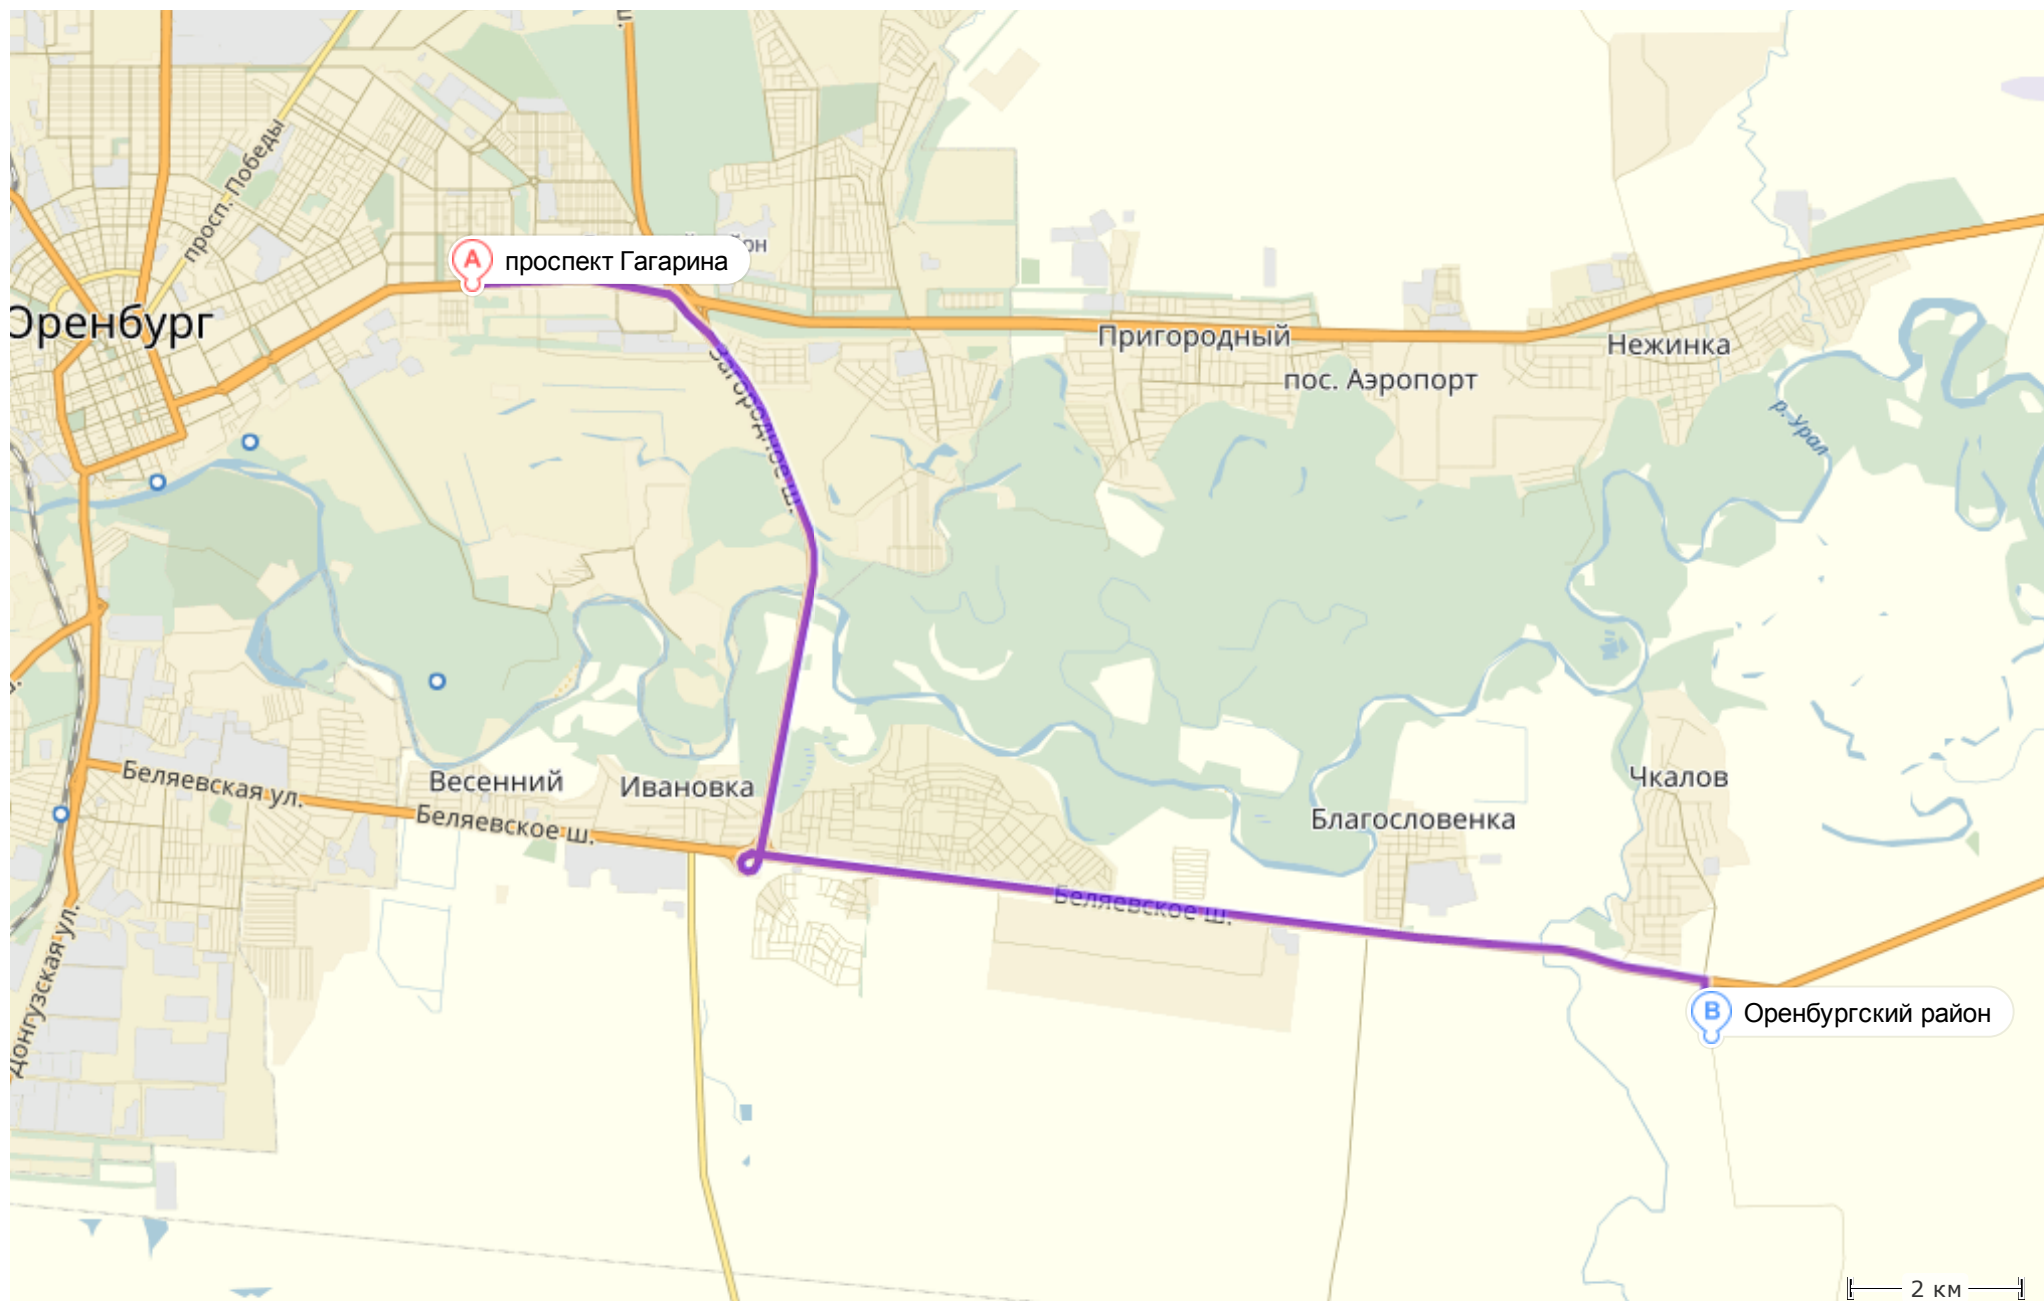 просп. Победы
A
проспект Гагарина
Оренбург
Загородное ш.
Пригородный
Нежинка
пос. Аэропорт
р. Урал
Беляевская ул.
Весенний
Ивановка
Беляевское ш.
Чкалов
Благословенка
Беляевское ш.
Донгузская ул.
B
Оренбургский район
2 км